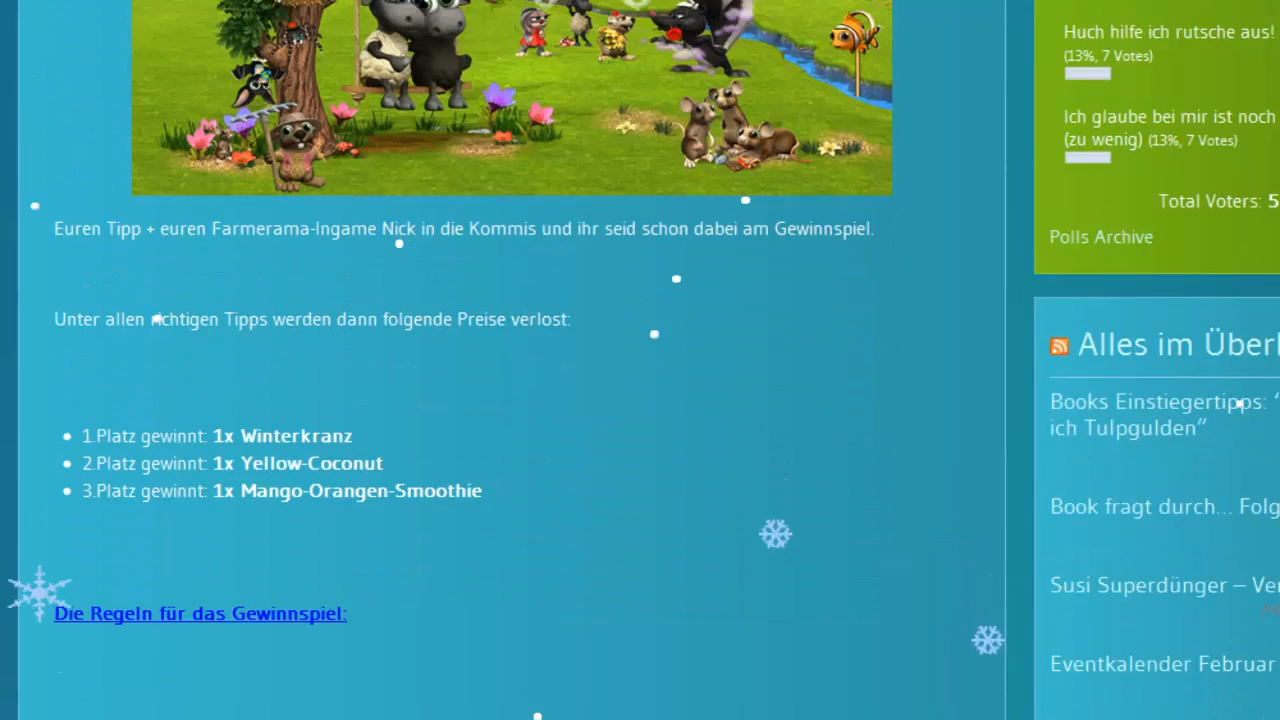 Euren Tipp + euren Farmerama-Ingame Nick in die Kommis und ihr seid schon dabei am Gewinnspiel.
Unter allen richtigen Tipps werden dann folgende Preise verlost:
1.Platz gewinnt: 1x Winterkranz
2.Platz gewinnt: 1x Yellow-Coconut
3.Platz gewinnt: 1x Mango-Orangen-Smoothie
Die Regeln für das Gewinnspiel:
Huch hilfe ich rutsche aus!
(13%, 7 Votes)
Ich glaube bei mir ist noch
(zu wenig) (13%, 7 Votes)
Total Voters: 5
Polls Archive
Alles im
Books Einstiegertipps: “
ich Tulpgulden”
Book fragt durch…
Susi Superdünger –
Eventkalender Februar